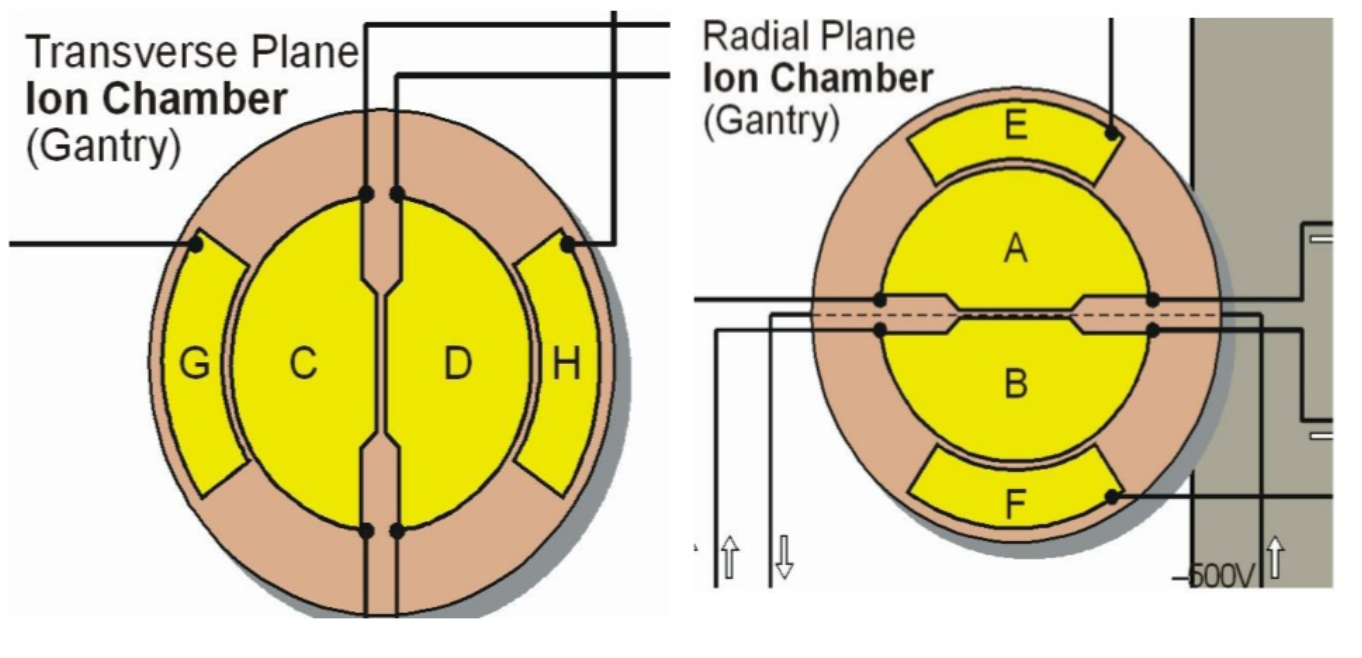 Transverse Plane
Ion Chamber
(Gantry)
G
C
D
H
Radial Plane
Ion Chamber
(Gantry)
E
A
B
F
–500V